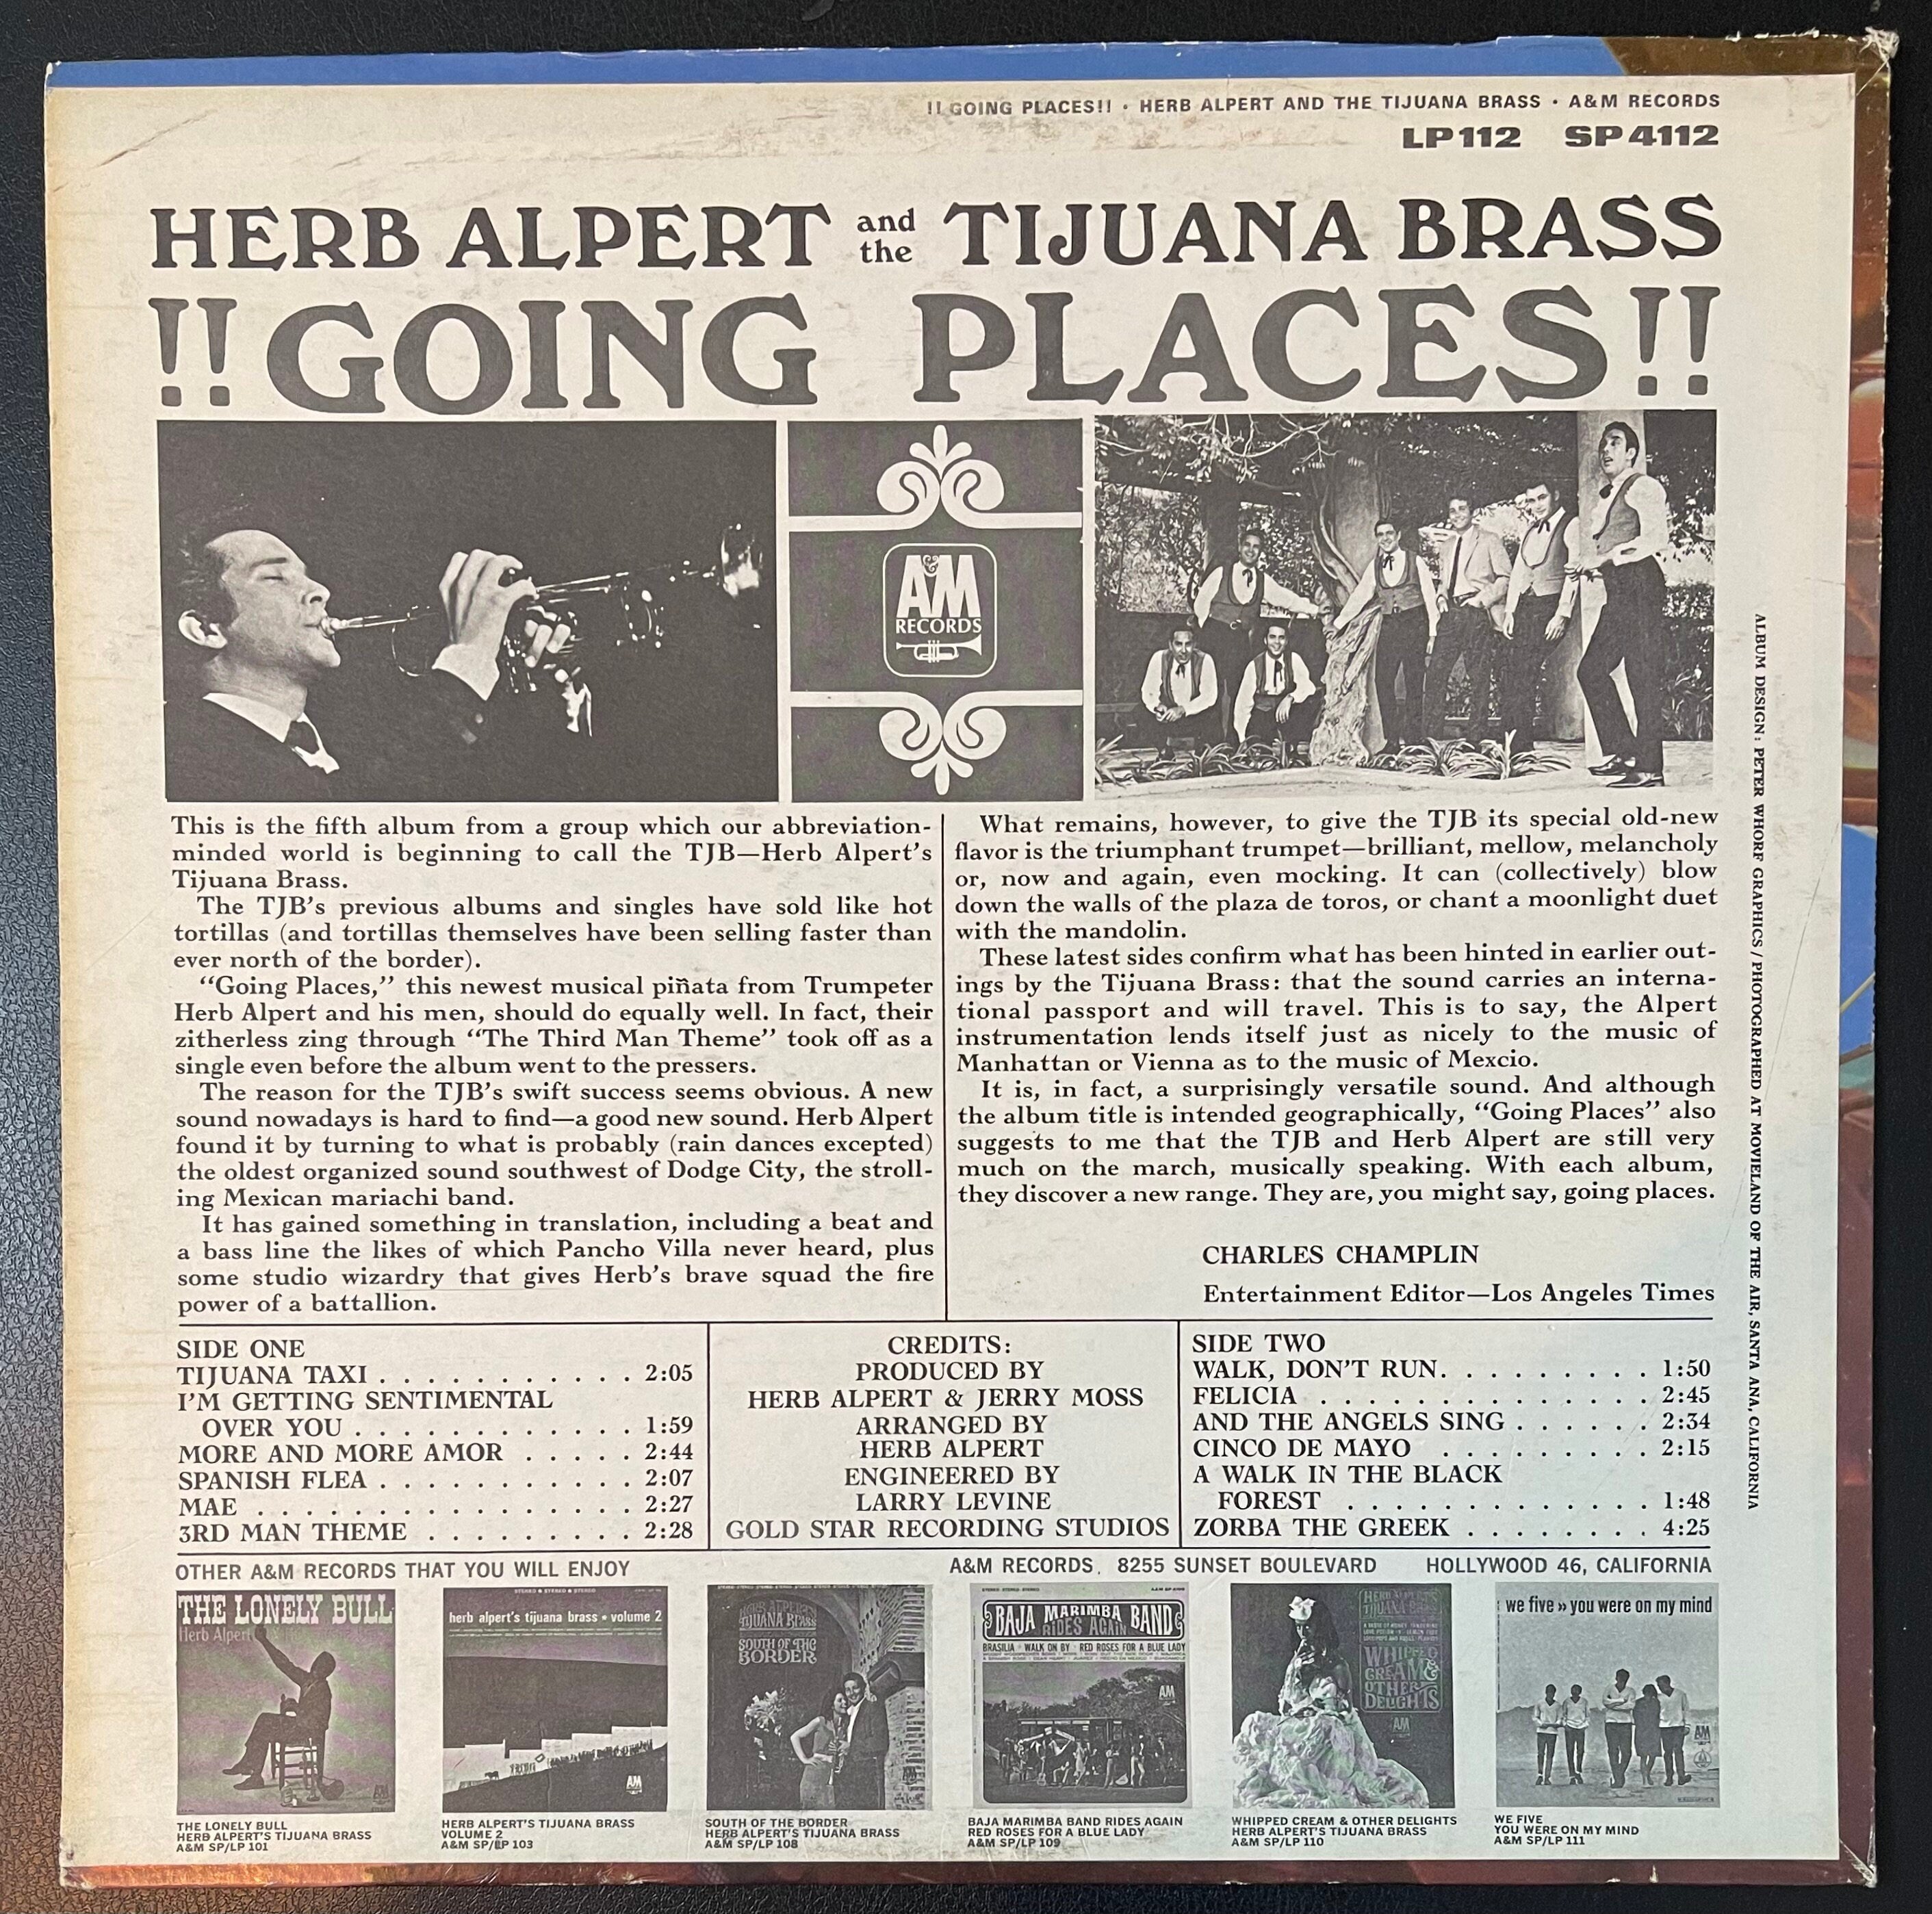 !! GOING PLACES!! • HERB ALPERT AND THE TIJUANA BRASS • A&M RECORDS
LP 112 SP 4112
HERB ALPERT and the TIJUANA BRASS
!! GOING PLACES!!
A&M
RECORDS
This is the fifth album from a group which our abbreviation-
minded world is beginning to call the TJB—Herb Alpert's
Tijuana Brass.
The TJB's previous albums and singles have sold like hot
tortillas (and tortillas themselves have been selling faster than
ever north of the border).
“Going Places,” this newest musical piñata from Trumpeter
Herb Alpert and his men, should do equally well. In fact, their
zitherless zing through “The Third Man Theme” took off as a
single even before the album went to the pressers.
The reason for the TJB's swift success seems obvious. A new
sound nowadays is hard to find—a good new sound. Herb Alpert
found it by turning to what is probably (rain dances excepted)
the oldest organized sound southwest of Dodge City, the stroll-
ing Mexican mariachi band.
It has gained something in translation, including a beat and
a bass line the likes of which Pancho Villa never heard, plus
some studio wizardry that gives Herb's brave squad the fire
power of a battallion.
What remains, however, to give the TJB its special old-new
flavor is the triumphant trumpet—brilliant, mellow, melancholy
or, now and again, even mocking. It can (collectively) blow
down the walls of the plaza de toros, or chant a moonlight duet
with the mandolin.
These latest sides confirm what has been hinted in earlier out-
ings by the Tijuana Brass: that the sound carries an interna-
tional passport and will travel. This is to say, the Alpert
instrumentation lends itself just as nicely to the music of
Manhattan or Vienna as to the music of Mexcio.
It is, in fact, a surprisingly versatile sound. And although
the album title is intended geographically, “Going Places” also
suggests to me that the TJB and Herb Alpert are still very
much on the march, musically speaking. With each album,
they discover a new range. They are, you might say, going places.
CHARLES CHAMPLIN
Entertainment Editor—Los Angeles Times
ALBUM DESIGN: PETER WHORF GRAPHICS / PHOTOGRAPHED AT MOVIELAND OF THE AIR, SANTA ANA, CALIFORNIA
SIDE ONE
TIJUANA TAXI . . . . . . . . . . . 2:05
I'M GETTING SENTIMENTAL
OVER YOU . . . . . . . . . . . . 1:59
MORE AND MORE AMOR . . . . . 2:44
SPANISH FLEA . . . . . . . . . . . 2:07
MAE . . . . . . . . . . . . . . . . 2:27
3RD MAN THEME . . . . . . . . . 2:28
CREDITS:
PRODUCED BY
HERB ALPERT & JERRY MOSS
ARRANGED BY
HERB ALPERT
ENGINEERED BY
LARRY LEVINE
GOLD STAR RECORDING STUDIOS
SIDE TWO
WALK, DON'T RUN. . . . . . . . . 1:50
FELICIA . . . . . . . . . . . . . . 2:45
AND THE ANGELS SING . . . . . . 2:34
CINCO DE MAYO . . . . . . . . . 2:15
A WALK IN THE BLACK
FOREST . . . . . . . . . . . . . 1:48
ZORBA THE GREEK . . . . . . . . 4:25
OTHER A&M RECORDS THAT YOU WILL ENJOY
A&M RECORDS, 8255 SUNSET BOULEVARD HOLLYWOOD 46, CALIFORNIA
THE LONELY BULL
Herb Alpert
herb alpert's tijuana brass • volume 2
AM
HERB ALPERT'S
TIJUANA BRASS
SOUTH OF THE
BORDER
BAJA MARIMBA BAND
RIDES AGAIN
BRASILIA • WALK ON BY • RED ROSES FOR A BLUE LADY
AM
HERB ALPERT'S
TIJUANA BRASS
WHIPPED
CREAM &
OTHER
DELIGHTS
AM
we five » you were on my mind
AM
THE LONELY BULL
HERB ALPERT'S TIJUANA BRASS
A&M SP/LP 101
HERB ALPERT'S TIJUANA BRASS
VOLUME 2
A&M SP/LP 103
SOUTH OF THE BORDER
HERB ALPERT'S TIJUANA BRASS
A&M SP/LP 108
BAJA MARIMBA BAND RIDES AGAIN
RED ROSES FOR A BLUE LADY
A&M SP/LP 109
WHIPPED CREAM & OTHER DELIGHTS
HERB ALPERT'S TIJUANA BRASS
A&M SP/LP 110
WE FIVE
YOU WERE ON MY MIND
A&M SP/LP 111